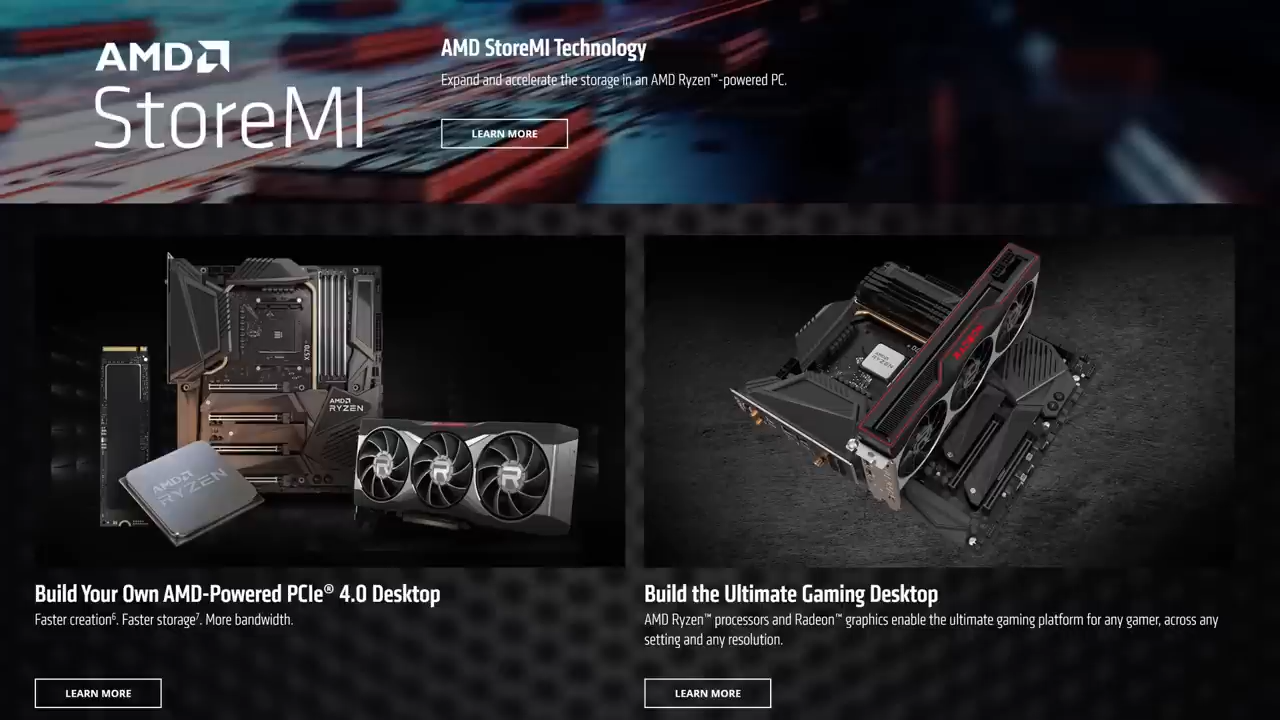 AMD
StoreMI
AMD StoreMI Technology
Expand and accelerate the storage in an AMD Ryzen™-powered PC.
LEARN MORE
X570
AMD
RYZEN
AMD
RYZEN
RADEON
RYZEN
Build Your Own AMD-Powered PCIe® 4.0 Desktop
Faster creation⁶. Faster storage⁷. More bandwidth.
LEARN MORE
Build the Ultimate Gaming Desktop
AMD Ryzen™ processors and Radeon™ graphics enable the ultimate gaming platform for any gamer, across any
setting and any resolution.
LEARN MORE